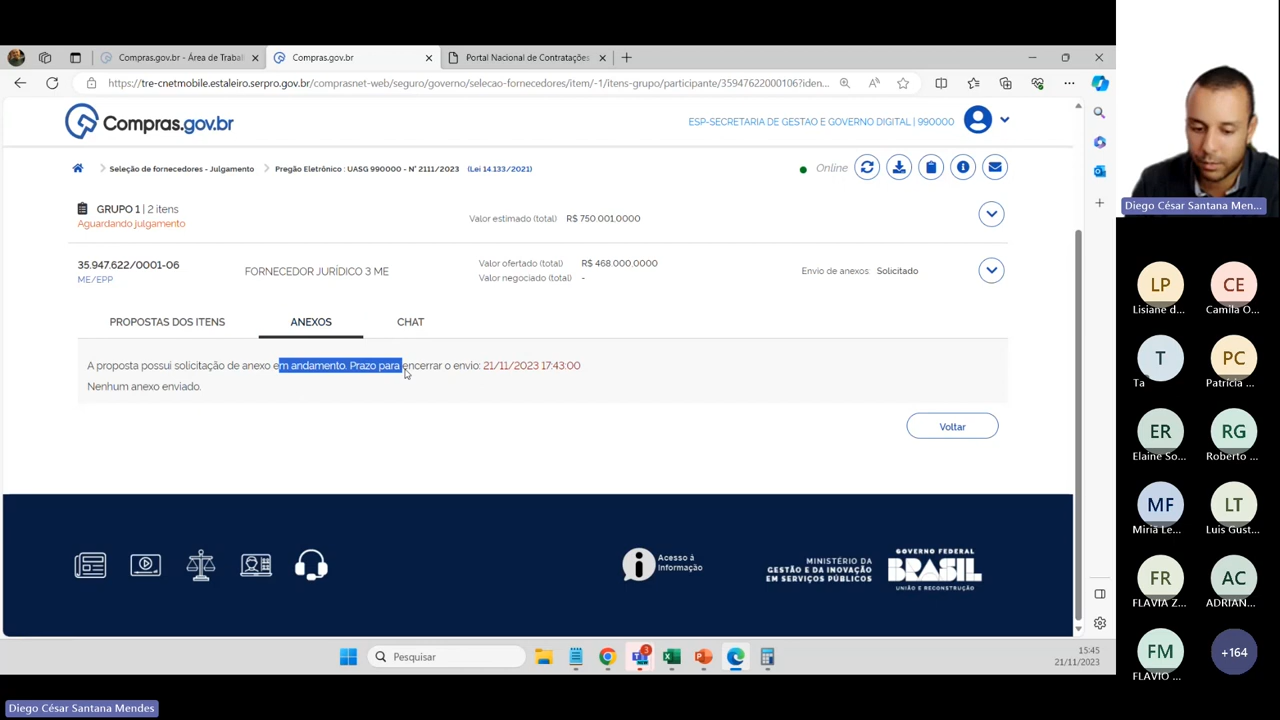 Compras.gov.br - Área de Trabal
Compras.gov.br
Portal Nacional de Contratações
https://tre-cnetmobile.estaleiro.serpro.gov.br/comprasnet-web/seguro/governo/selecao-fornecedores/item/-1/itens-grupo/participante/35947622000106?iden...
Compras.gov.br
ESP-SECRETARIA DE GESTAO E GOVERNO DIGITAL | 990000
Seleção de fornecedores - Julgamento
Pregão Eletrônico : UASG 990000 - N° 2111/2023 (Lei 14.133/2021)
Online
GRUPO 1 | 2 itens
Aguardando julgamento
Valor estimado (total) R$ 750.001,0000
35.947.622/0001-06
ME/EPP
FORNECEDOR JURÍDICO 3 ME
Valor ofertado (total) R$ 468.000,0000
Valor negociado (total) -
Envio de anexos Solicitado
PROPOSTAS DOS ITENS
ANEXOS
CHAT
A proposta possui solicitação de anexo em andamento. Prazo para encerrar o envio: 21/11/2023 17:43:00
Nenhum anexo enviado.
Voltar
Acesso à
Informação
MINISTÉRIO DA
GESTÃO E DA INOVAÇÃO
EM SERVIÇOS PÚBLICOS
GOVERNO FEDERAL
BRASIL
UNIÃO E RECONSTRUÇÃO
Pesquisar
3
15:45
21/11/2023
Diego César Santana Men...
LP
Lisiane d...
CE
Camila O...
T
Ta
PC
Patrícia ...
ER
Elaine So...
RG
Roberto ...
MF
Miriã Le...
LT
Luis Gust...
FR
FLAVIA Z...
AC
ADRIAN...
FM
FLAVIO ...
+164
Diego César Santana Mendes